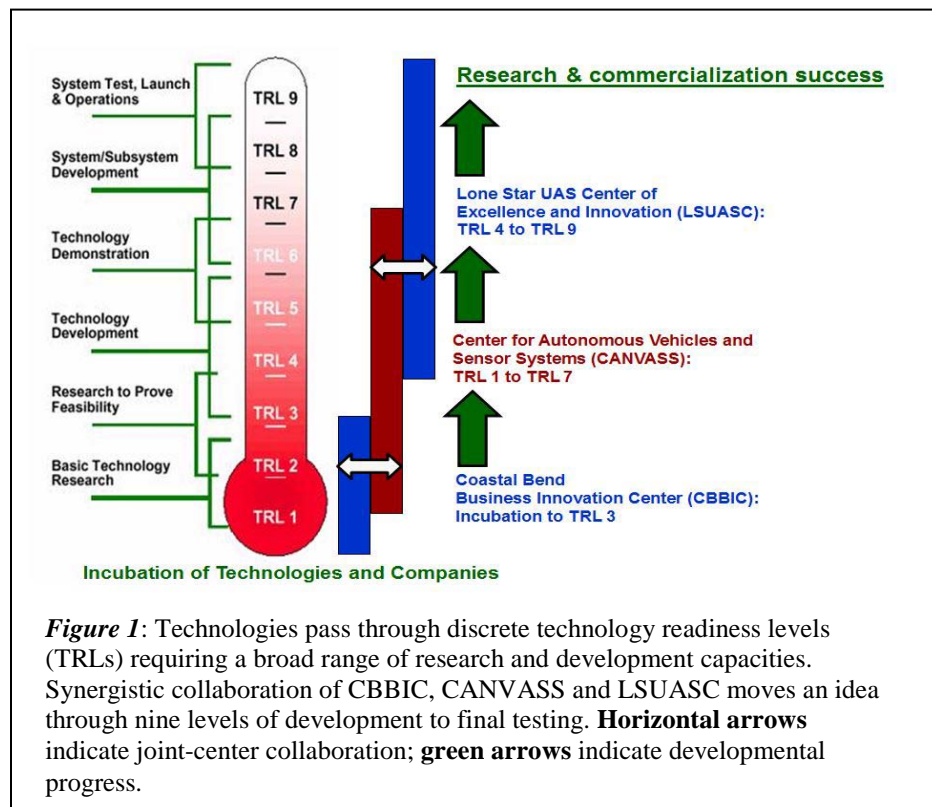 Research & commercialization success
System Test, Launch
& Operations
System/Subsystem
Development
Technology
Demonstration
Technology
Development
Research to Prove
Feasibility
Basic Technology
Research
TRL 9
TRL 8
TRL 7
TRL 6
TRL 5
TRL 4
TRL 3
TRL 2
TRL 1
Lone Star UAS Center of
Excellence and Innovation (LSUASC):
TRL 4 to TRL 9
Center for Autonomous Vehicles and
Sensor Systems (CANVASS):
TRL 1 to TRL 7
Coastal Bend
Business Innovation Center (CBBIC):
Incubation to TRL 3
Incubation of Technologies and Companies
Figure 1: Technologies pass through discrete technology readiness levels
(TRLs) requiring a broad range of research and development capacities.
Synergistic collaboration of CBBIC, CANVASS and LSUASC moves an idea
through nine levels of development to final testing. Horizontal arrows
indicate joint-center collaboration; green arrows indicate developmental
progress.